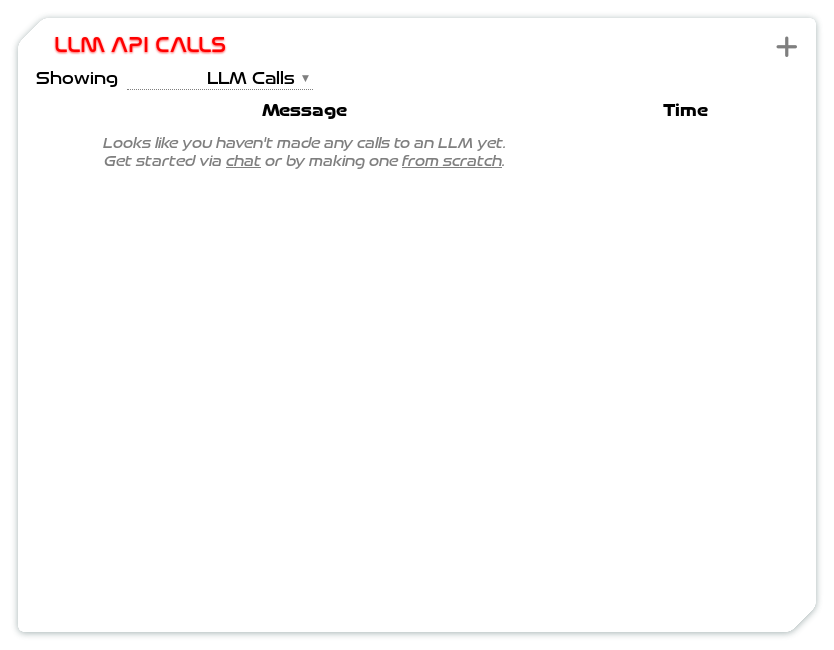 LLM API CALLS
Showing LLM Calls ▼
Message Time
Looks like you haven't made any calls to an LLM yet.
Get started via chat or by making one from scratch.